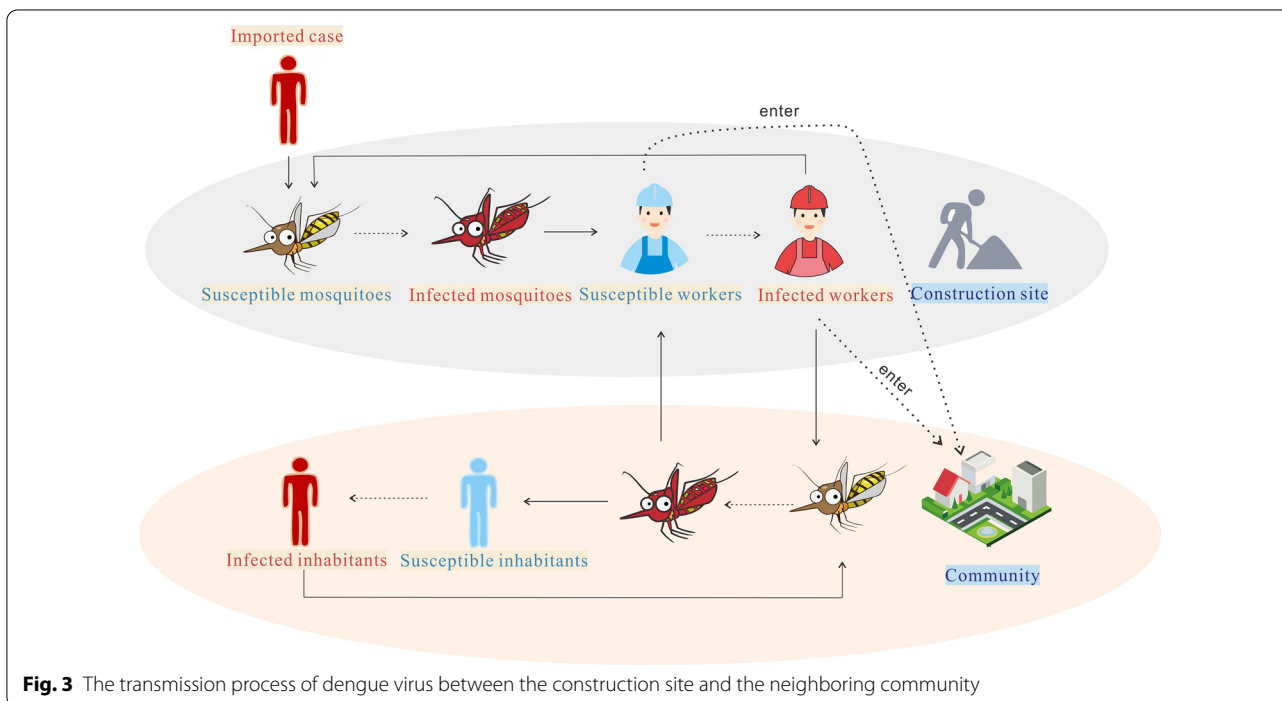 Imported case
enter
Susceptible mosquitoes
Infected mosquitoes
Susceptible workers
Infected workers
Construction site
enter
Infected inhabitants
Susceptible inhabitants
Community
Fig. 3 The transmission process of dengue virus between the construction site and the neighboring community